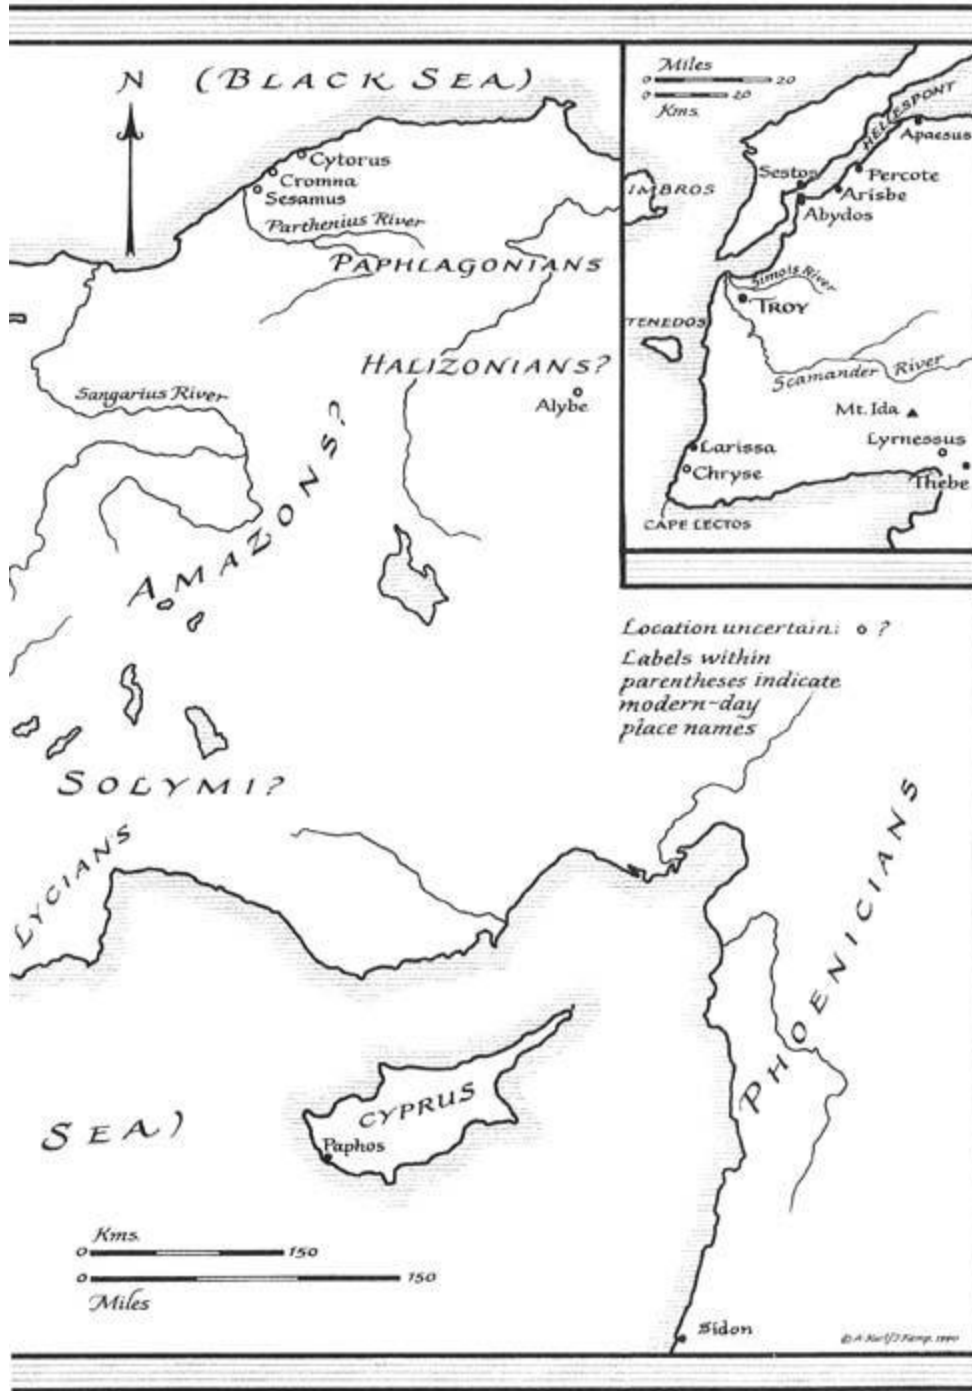 N
(BLACK SEA)
Cytorus
Cromna
Sesamus
Parthenius River
PAPHLAGONIANS
HALIZONIANS?
Alybe
Sangarius River
AMAZONS?
SOLYMI?
LYCIANS
PHOENICIANS
CYPRUS
Paphos
SEA)
Kms.
0 150
0 150
Miles
Sidon
Miles
0 20
0 20
Kms.
HELLESPONT
Apaesus
Sestos
Percote
Arisbe
Abydos
IMBROS
Simois River
TROY
TENEDOS
Scamander River
Mt. Ida
Lyrnessus
Larissa
Chryse
Thebe
CAPE LECTOS
Location uncertain: ?
Labels within
parentheses indicate
modern-day
place names